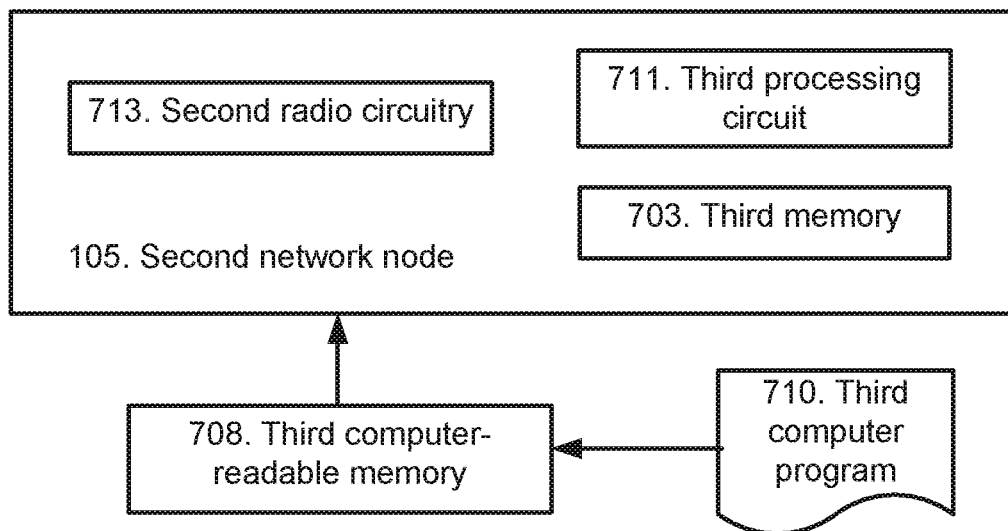 713. Second radio circuitry
711. Third processing
circuit
703. Third memory
105. Second network node
708. Third computer-
readable memory
710. Third
computer
program